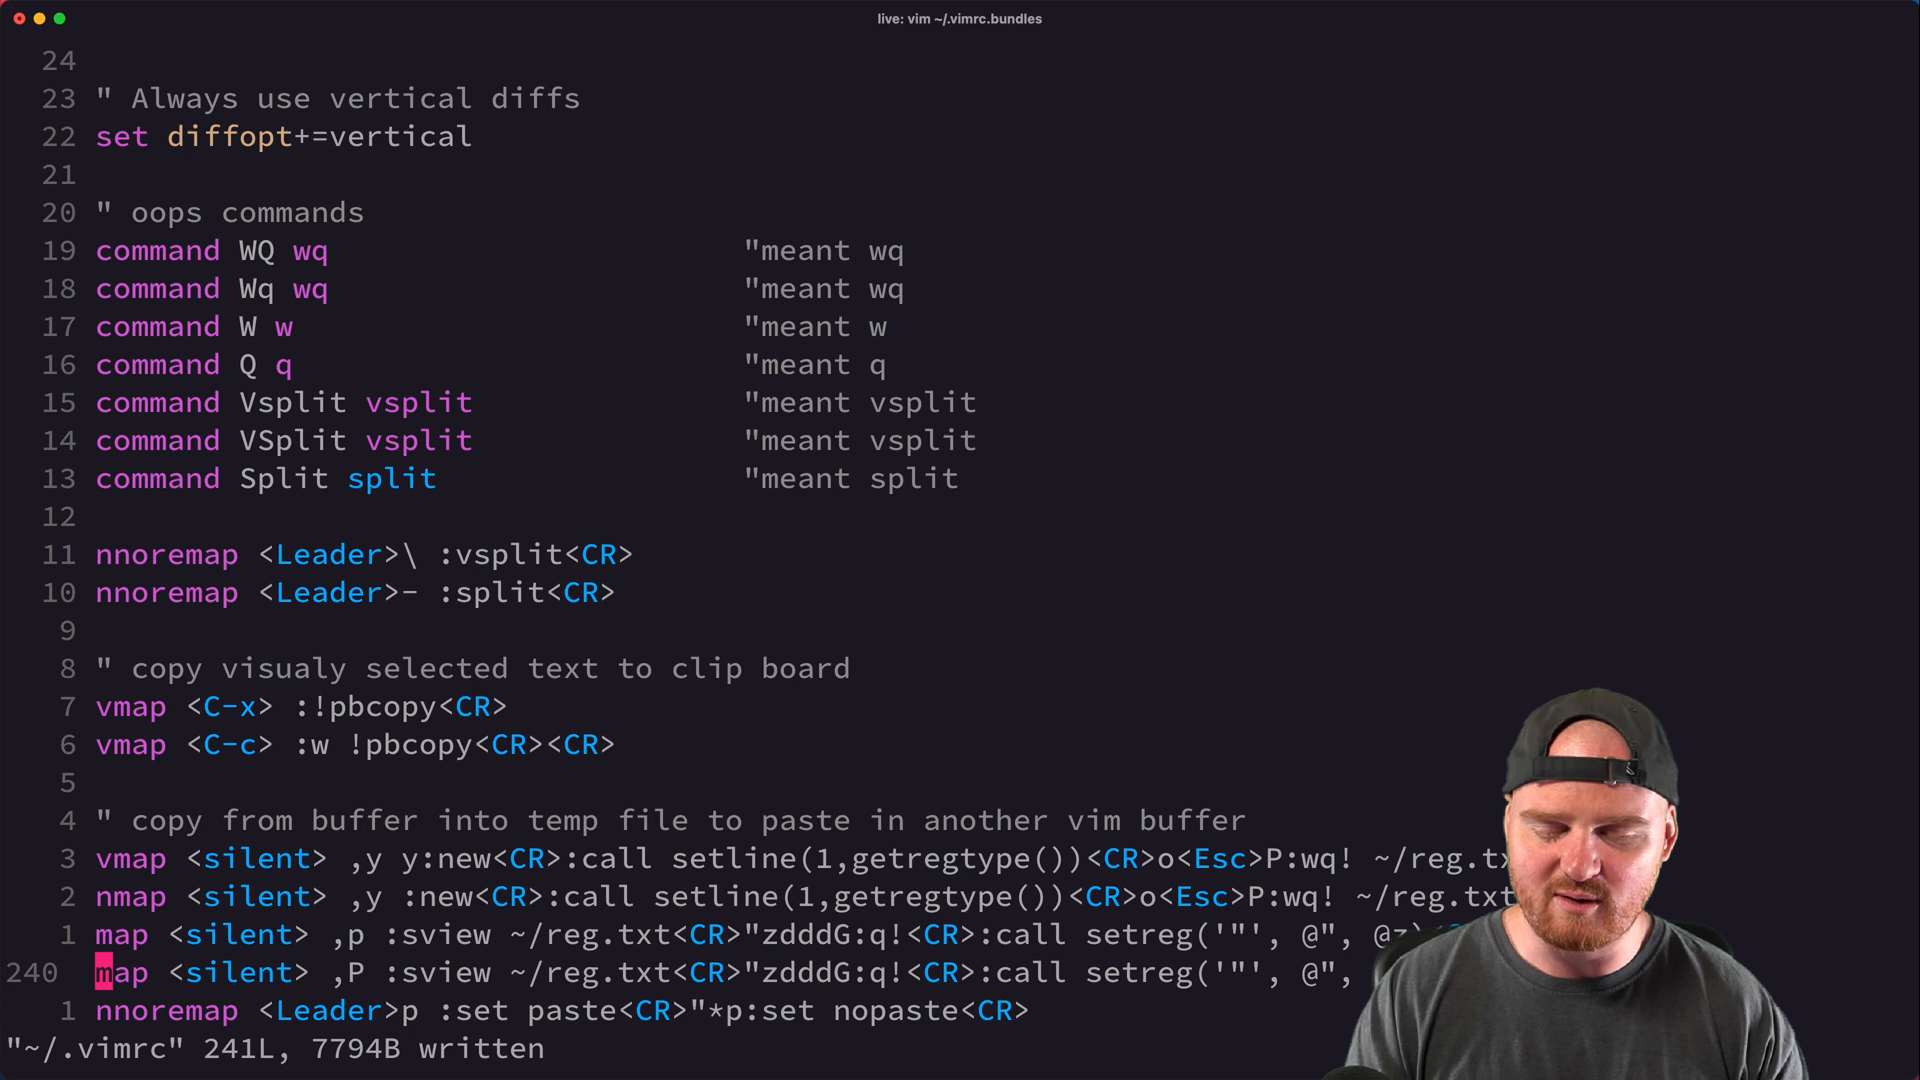 live: vim ~/.vimrc.bundles
24
23 " Always use vertical diffs
22 set diffopt+=vertical
21
20 " oops commands
19 command WQ wq "meant wq
18 command Wq wq "meant wq
17 command W w "meant w
16 command Q q "meant q
15 command Vsplit vsplit "meant vsplit
14 command VSplit vsplit "meant vsplit
13 command Split split "meant split
12
11 nnoremap <Leader>\ :vsplit<CR>
10 nnoremap <Leader>- :split<CR>
9
8 " copy visualy selected text to clip board
7 vmap <C-x> :!pbcopy<CR>
6 vmap <C-c> :w !pbcopy<CR><CR>
5
4 " copy from buffer into temp file to paste in another vim buffer
3 vmap <silent> ,y y:new<CR>:call setline(1,getregtype())<CR>o<Esc>P:wq! ~/reg.tx
2 nmap <silent> ,y :new<CR>:call setline(1,getregtype())<CR>o<Esc>P:wq! ~/reg.txt
1 map <silent> ,p :sview ~/reg.txt<CR>"zdddG:q!<CR>:call setreg('"', @", @z)
240 map <silent> ,P :sview ~/reg.txt<CR>"zdddG:q!<CR>:call setreg('"', @",
1 nnoremap <Leader>p :set paste<CR>"*p:set nopaste<CR>
"~/.vimrc" 241L, 7794B written